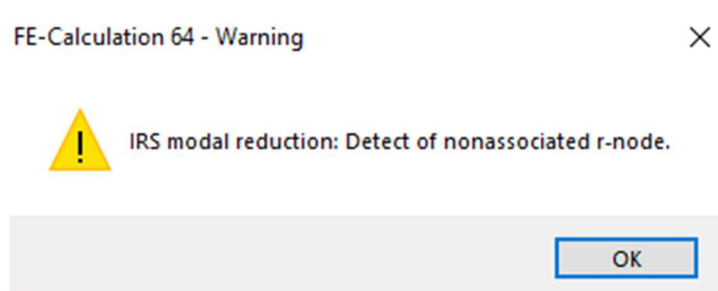 FE-Calculation 64 - Warning
IRS modal reduction: Detect of nonassociated r-node.
OK